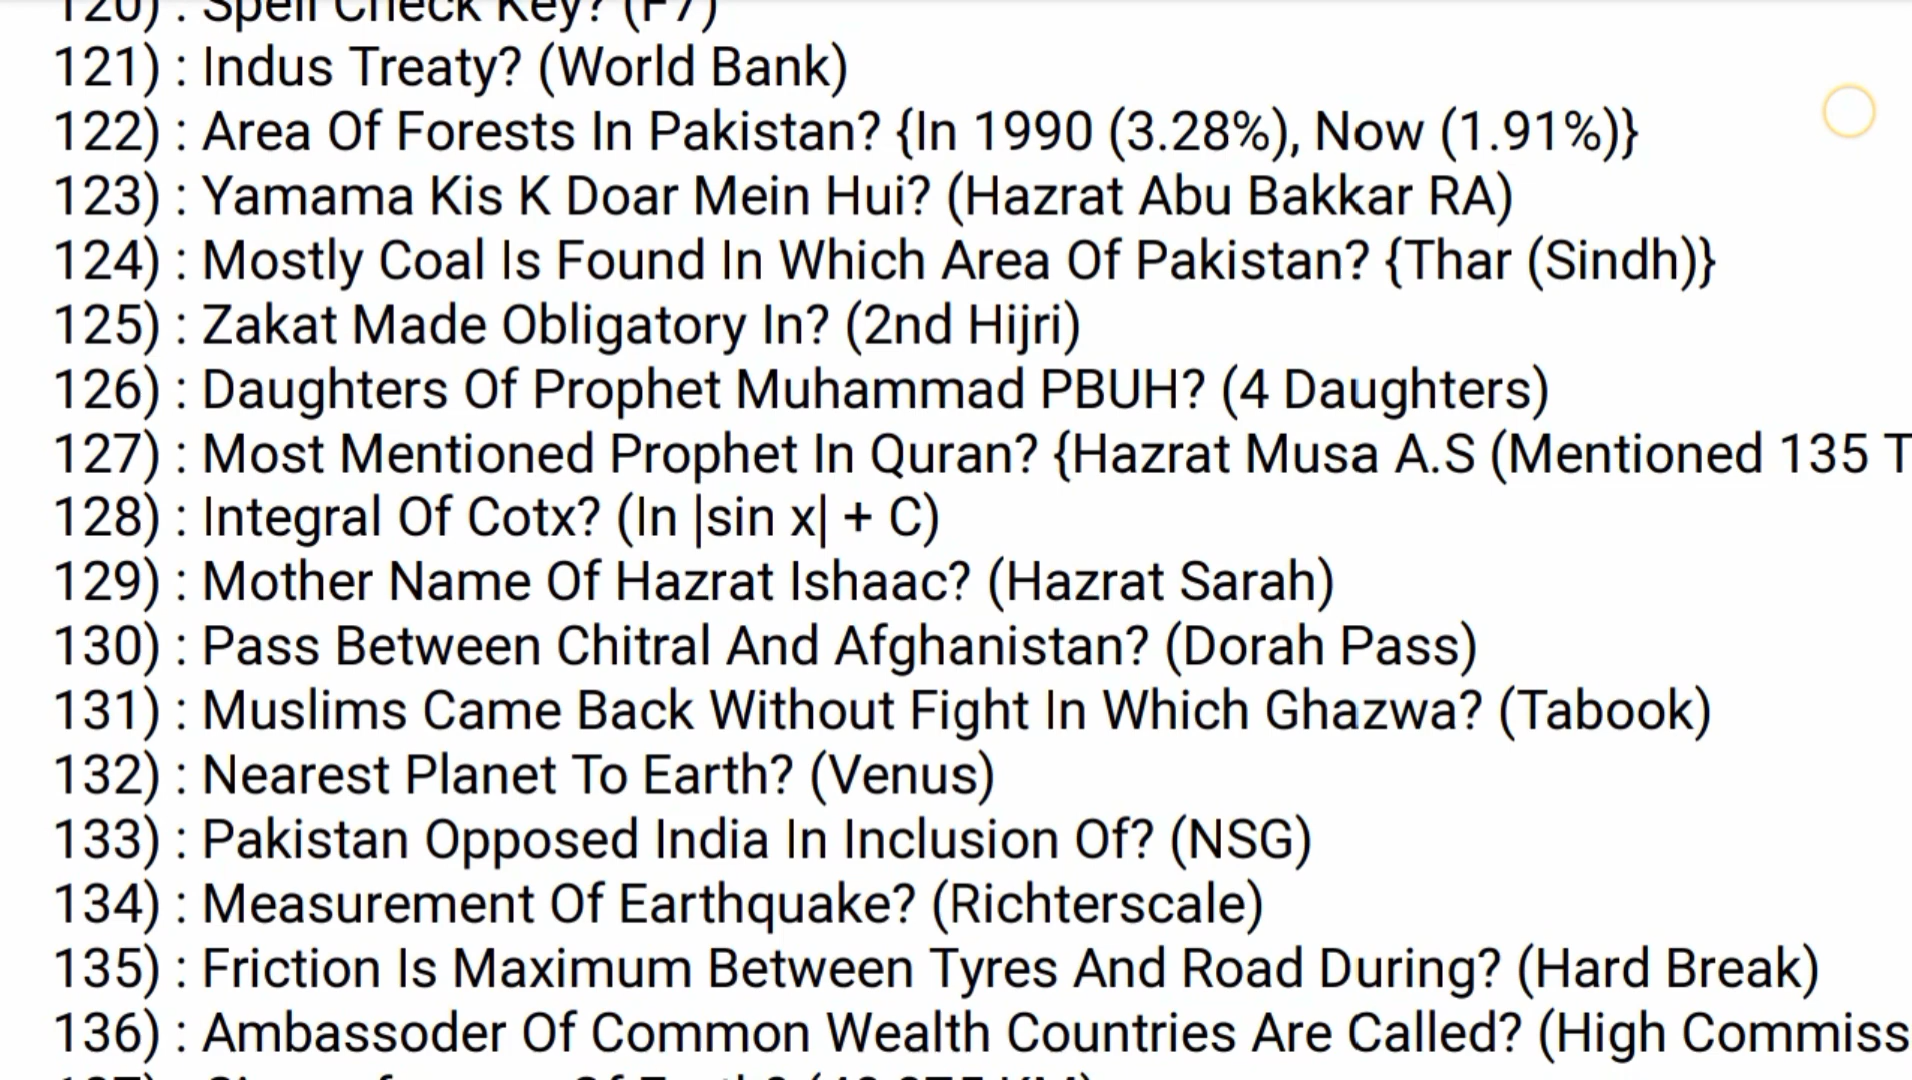 120) : Spell Check Key? (F7)
121) : Indus Treaty? (World Bank)
122) : Area Of Forests In Pakistan? {In 1990 (3.28%), Now (1.91%)}
123) : Yamama Kis K Doar Mein Hui? (Hazrat Abu Bakkar RA)
124) : Mostly Coal Is Found In Which Area Of Pakistan? {Thar (Sindh)}
125) : Zakat Made Obligatory In? (2nd Hijri)
126) : Daughters Of Prophet Muhammad PBUH? (4 Daughters)
127) : Most Mentioned Prophet In Quran? {Hazrat Musa A.S (Mentioned 135 T
128) : Integral Of Cotx? (In |sin x| + C)
129) : Mother Name Of Hazrat Ishaac? (Hazrat Sarah)
130) : Pass Between Chitral And Afghanistan? (Dorah Pass)
131) : Muslims Came Back Without Fight In Which Ghazwa? (Tabook)
132) : Nearest Planet To Earth? (Venus)
133) : Pakistan Opposed India In Inclusion Of? (NSG)
134) : Measurement Of Earthquake? (Richterscale)
135) : Friction Is Maximum Between Tyres And Road During? (Hard Break)
136) : Ambassoder Of Common Wealth Countries Are Called? (High Commiss